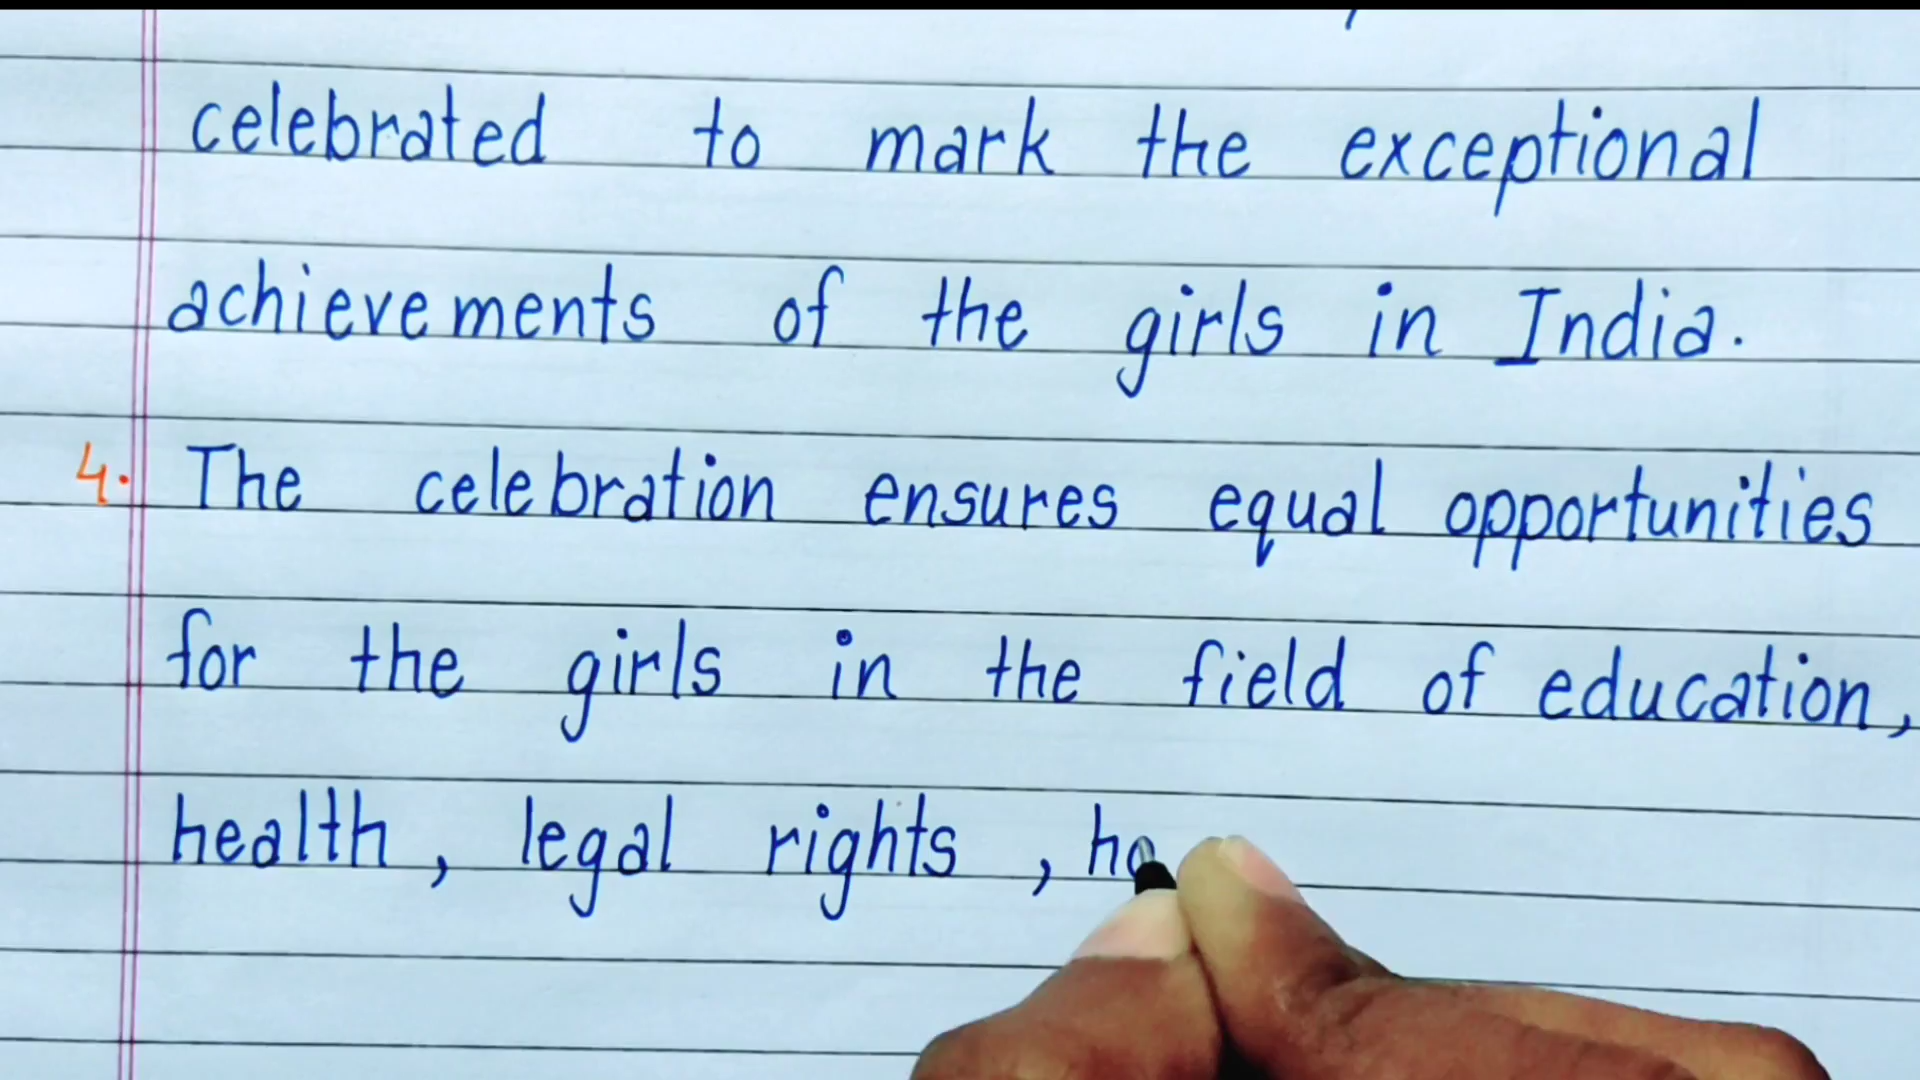 celebrated to mark the exceptional
achievements of the girls in India.
4. The celebration ensures equal opportunities
for the girls in the field of education,
health, legal rights,